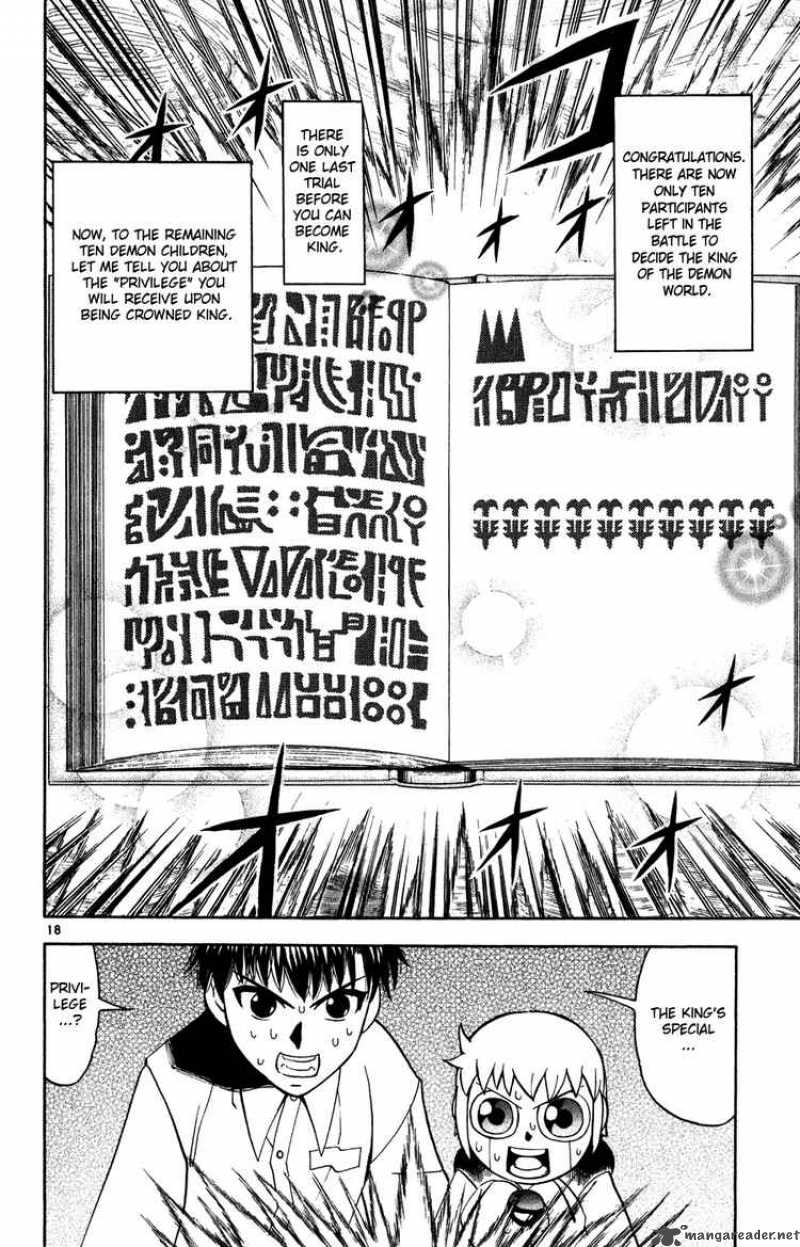 CONGRATULATIONS.
THERE ARE NOW
ONLY TEN
PARTICIPANTS
LEFT IN THE
BATTLE TO
DECIDE THE KING
OF THE DEMON
WORLD.
THERE
IS ONLY
ONE LAST
TRIAL
BEFORE
YOU CAN
BECOME
KING.
NOW, TO THE REMAINING
TEN DEMON CHILDREN,
LET ME TELL YOU ABOUT
THE "PRIVILEGE" YOU
WILL RECEIVE UPON
BEING CROWNED KING.
18
THE KING'S
SPECIAL
...
PRIVI-
LEGE
...?
mangareader.net